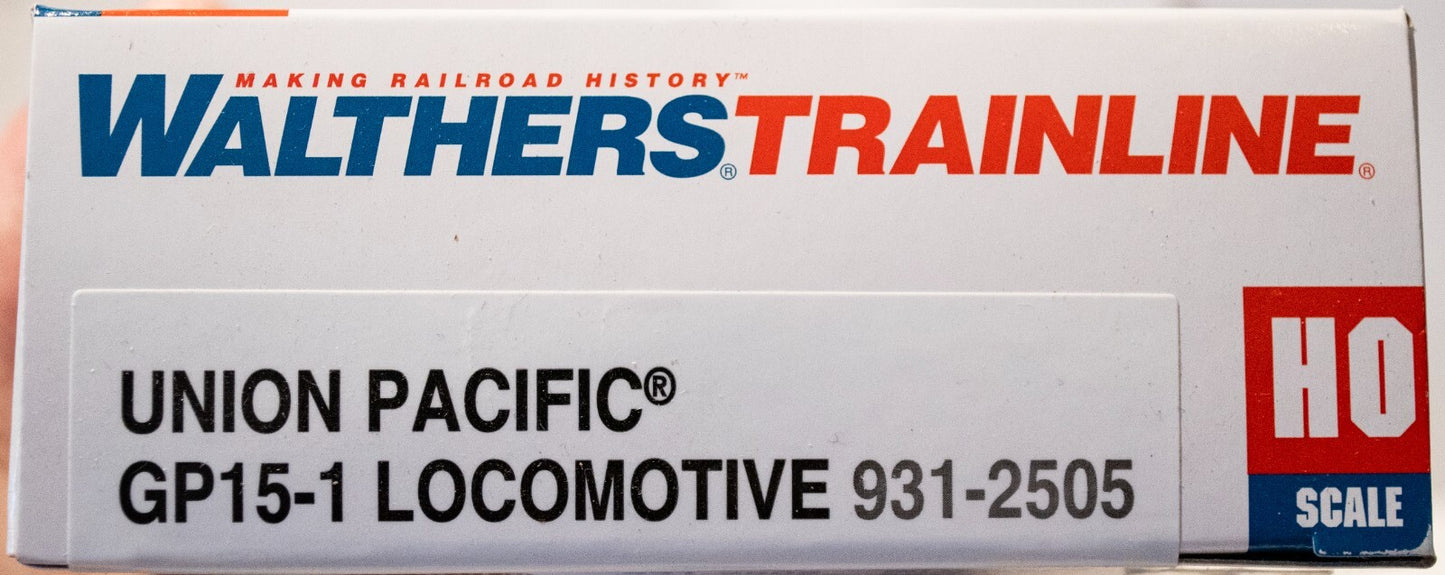 MAKING RAILROAD HISTORY™
WALTHERS®TRAINLINE®
UNION PACIFIC®
GP15-1 LOCOMOTIVE 931-2505
HO
SCALE